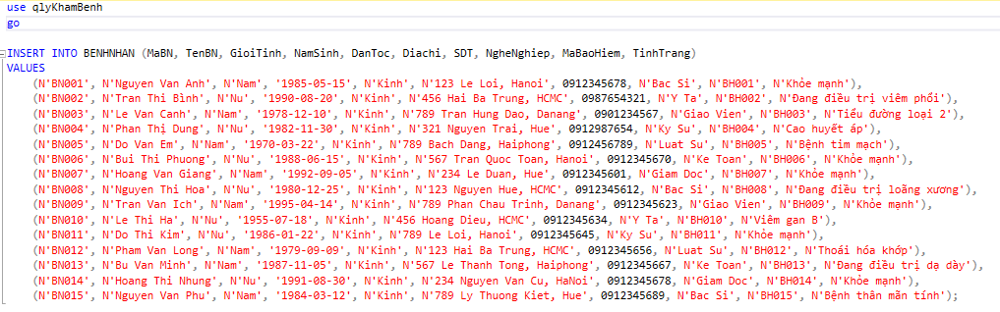 use qlyKhamBenh
go
INSERT INTO BENHNHAN (MaBN, TenBN, GioiTinh, NamSinh, DanToc, Diachi, SDT, NgheNghiep, MaBaoHiem, TinhTrang)
VALUES
(N'BN001', N'Nguyen Van Anh', N'Nam', '1985-05-15', N'Kinh', N'123 Le Loi, Hanoi', 0912345678, N'Bac Si', N'BH001', N'Khỏe mạnh'),
(N'BN002', N'Tran Thi Bình', N'Nu', '1990-08-20', N'Kinh', N'456 Hai Ba Trung, HCMC', 0987654321, N'Y Ta', N'BH002', N'Đang điều trị viêm phổi'),
(N'BN003', N'Le Van Canh', N'Nam', '1978-12-10', N'Kinh', N'789 Tran Hung Dao, Danang', 0901234567, N'Giao Vien', N'BH003', N'Tiểu đường loại 2'),
(N'BN004', N'Phan Thị Dung', N'Nu', '1982-11-30', N'Kinh', N'321 Nguyen Trai, Hue', 0912987654, N'Ky Su', N'BH004', N'Cao huyết áp'),
(N'BN005', N'Do Van Em', N'Nam', '1970-03-22', N'Kinh', N'789 Bach Dang, Haiphong', 0912456789, N'Luat Su', N'BH005', N'Bệnh tim mạch'),
(N'BN006', N'Bui Thi Phuong', N'Nu', '1988-06-15', N'Kinh', N'567 Tran Quoc Toan, Hanoi', 0912345670, N'Ke Toan', N'BH006', N'Khỏe mạnh'),
(N'BN007', N'Hoang Van Giang', N'Nam', '1992-09-05', N'Kinh', N'234 Le Duan, Hue', 0912345601, N'Giam Doc', N'BH007', N'Khỏe mạnh'),
(N'BN008', N'Nguyen Thi Hoa', N'Nu', '1980-12-25', N'Kinh', N'123 Nguyen Hue, HCMC', 0912345612, N'Bac Si', N'BH008', N'Đang điều trị loãng xương'),
(N'BN009', N'Tran Van Ich', N'Nam', '1995-04-14', N'Kinh', N'789 Phan Chau Trinh, Danang', 0912345623, N'Giao Vien', N'BH009', N'Khỏe mạnh'),
(N'BN010', N'Le Thi Ha', N'Nu', '1955-07-18', N'Kinh', N'456 Hoang Dieu, HCMC', 0912345634, N'Y Ta', N'BH010', N'Viêm gan B'),
(N'BN011', N'Do Thi Kim', N'Nu', '1986-01-22', N'Kinh', N'789 Le Loi, Hanoi', 0912345645, N'Ky Su', N'BH011', N'Khỏe mạnh'),
(N'BN012', N'Pham Van Long', N'Nam', '1979-09-09', N'Kinh', N'123 Hai Ba Trung, HCMC', 0912345656, N'Luat Su', N'BH012', N'Thoái hóa khớp'),
(N'BN013', N'Bu Van Minh', N'Nam', '1987-11-05', N'Kinh', N'567 Le Thanh Tong, Haiphong', 0912345667, N'Ke Toan', N'BH013', N'Đang điều trị dạ dày'),
(N'BN014', N'Hoang Thi Nhung', N'Nu', '1991-08-30', N'Kinh', N'234 Nguyen Van Cu, HaNoi', 0912345678, N'Giam Doc', N'BH014', N'Khỏe mạnh'),
(N'BN015', N'Nguyen Van Phu', N'Nam', '1984-03-12', N'Kinh', N'789 Ly Thuong Kiet, Hue', 0912345689, N'Bac Si', N'BH015', N'Bệnh thân mãn tính');